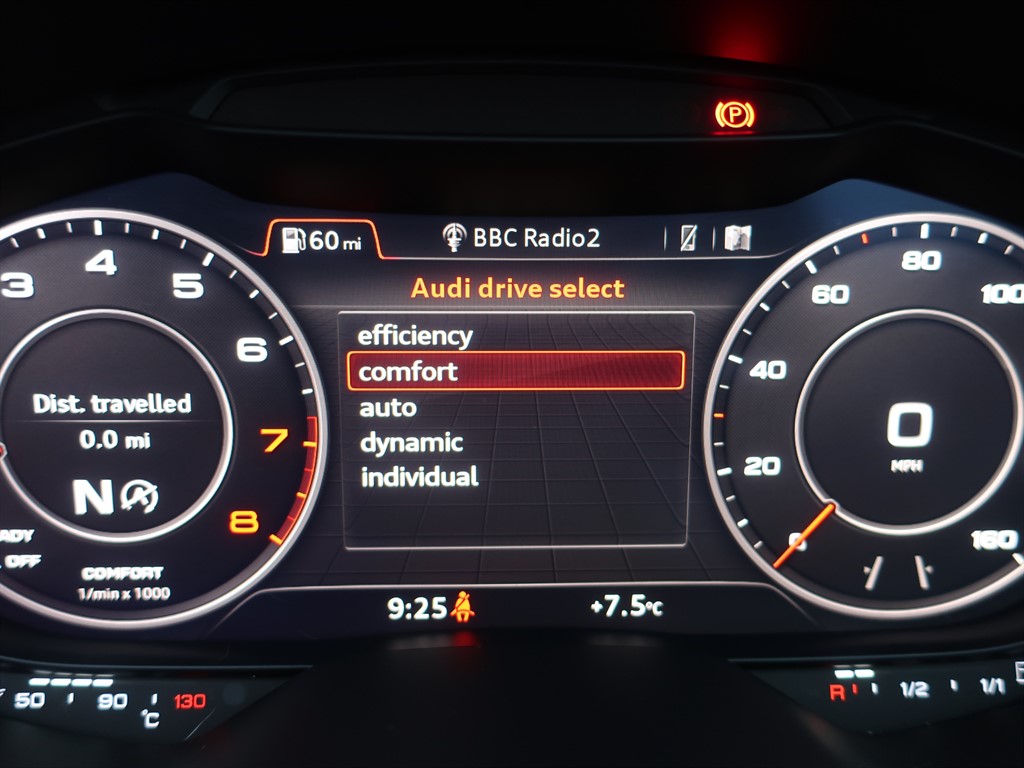 P
60 mi
BBC Radio2
Audi drive select
efficiency
comfort
auto
dynamic
individual
9:25
+7.5°C
3
4
5
6
7
8
Dist. travelled
0.0 mi
N
A
OFF
COMFORT
1/min x 1000
0
20
40
60
80
100
160
0
MPH
50
90
130
°C
R
1/2
1/1